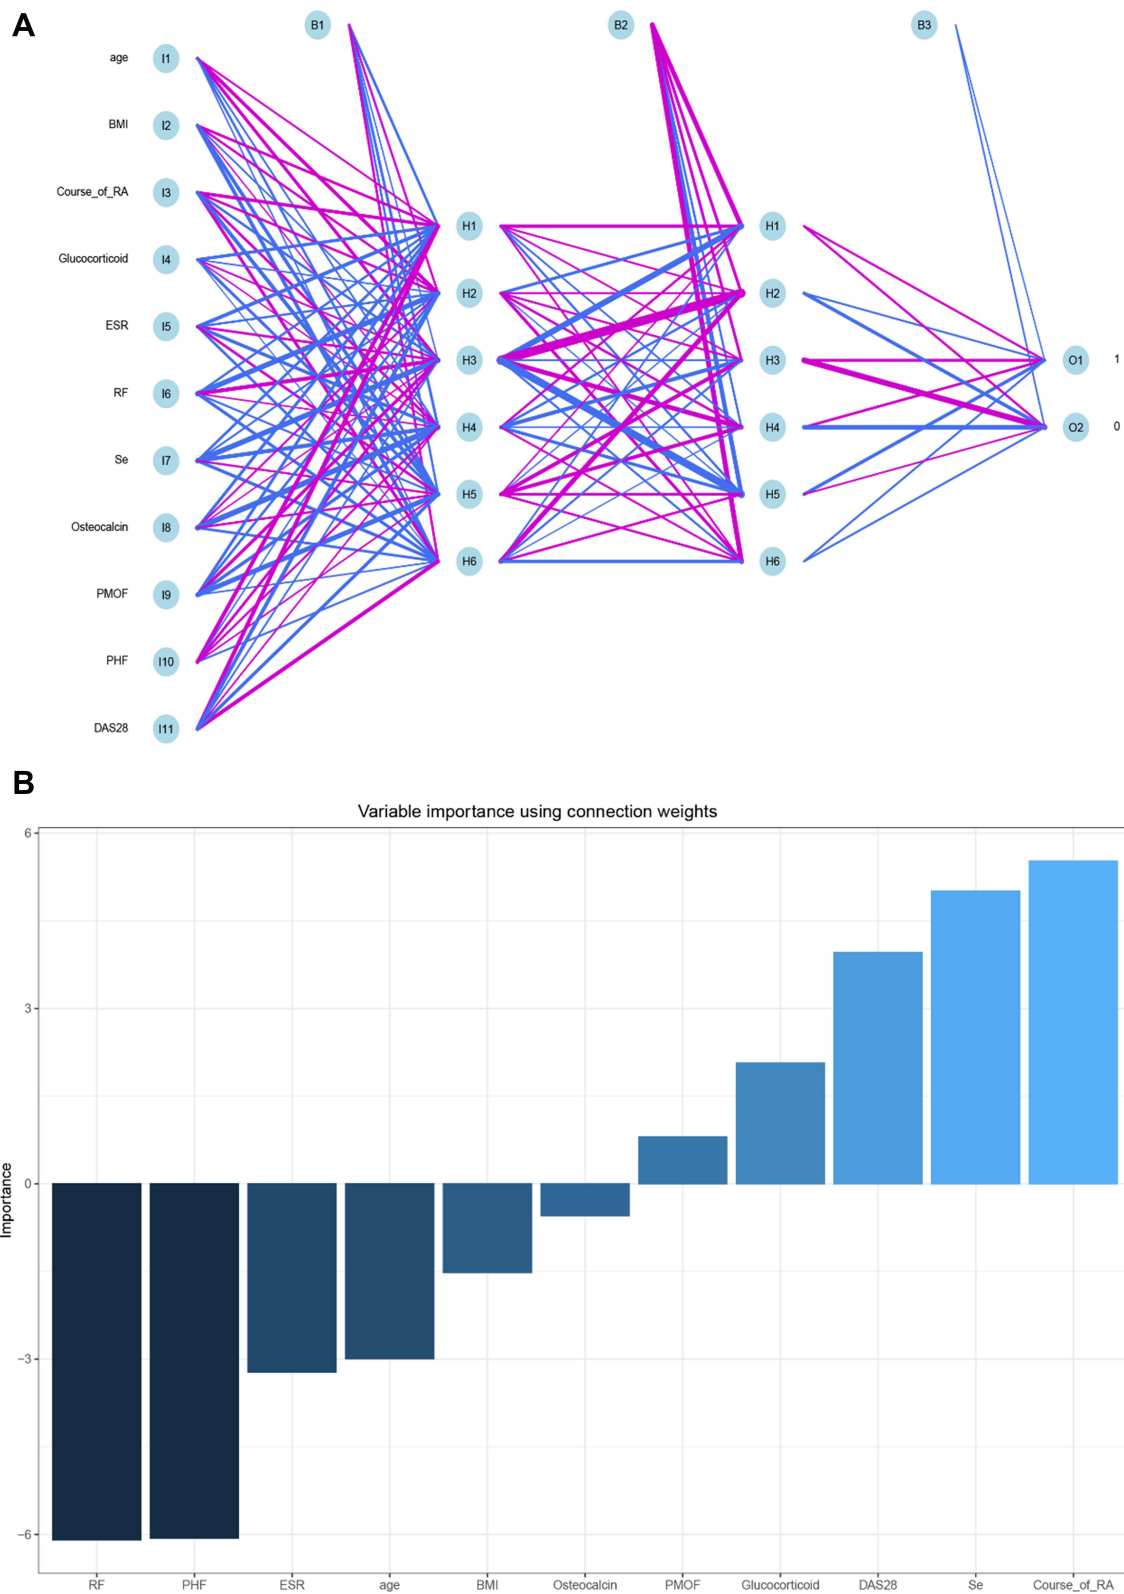 A
B1 B2 B3
age I1
BMI I2
Course_of_RA I3
H1 H1
Glucocorticoid I4
H2 H2
ESR I5
H3 H3 O1 1
RF I6
H4 H4 O2 0
Se I7
H5 H5
Osteocalcin I8
H6 H6
PMOF I9
PHF I10
DAS28 I11
B
Variable importance using connection weights
6
3
0
Importance
−3
−6
RF PHF ESR age BMI Osteocalcin PMOF Glucocorticoid DAS28 Se Course_of_RA